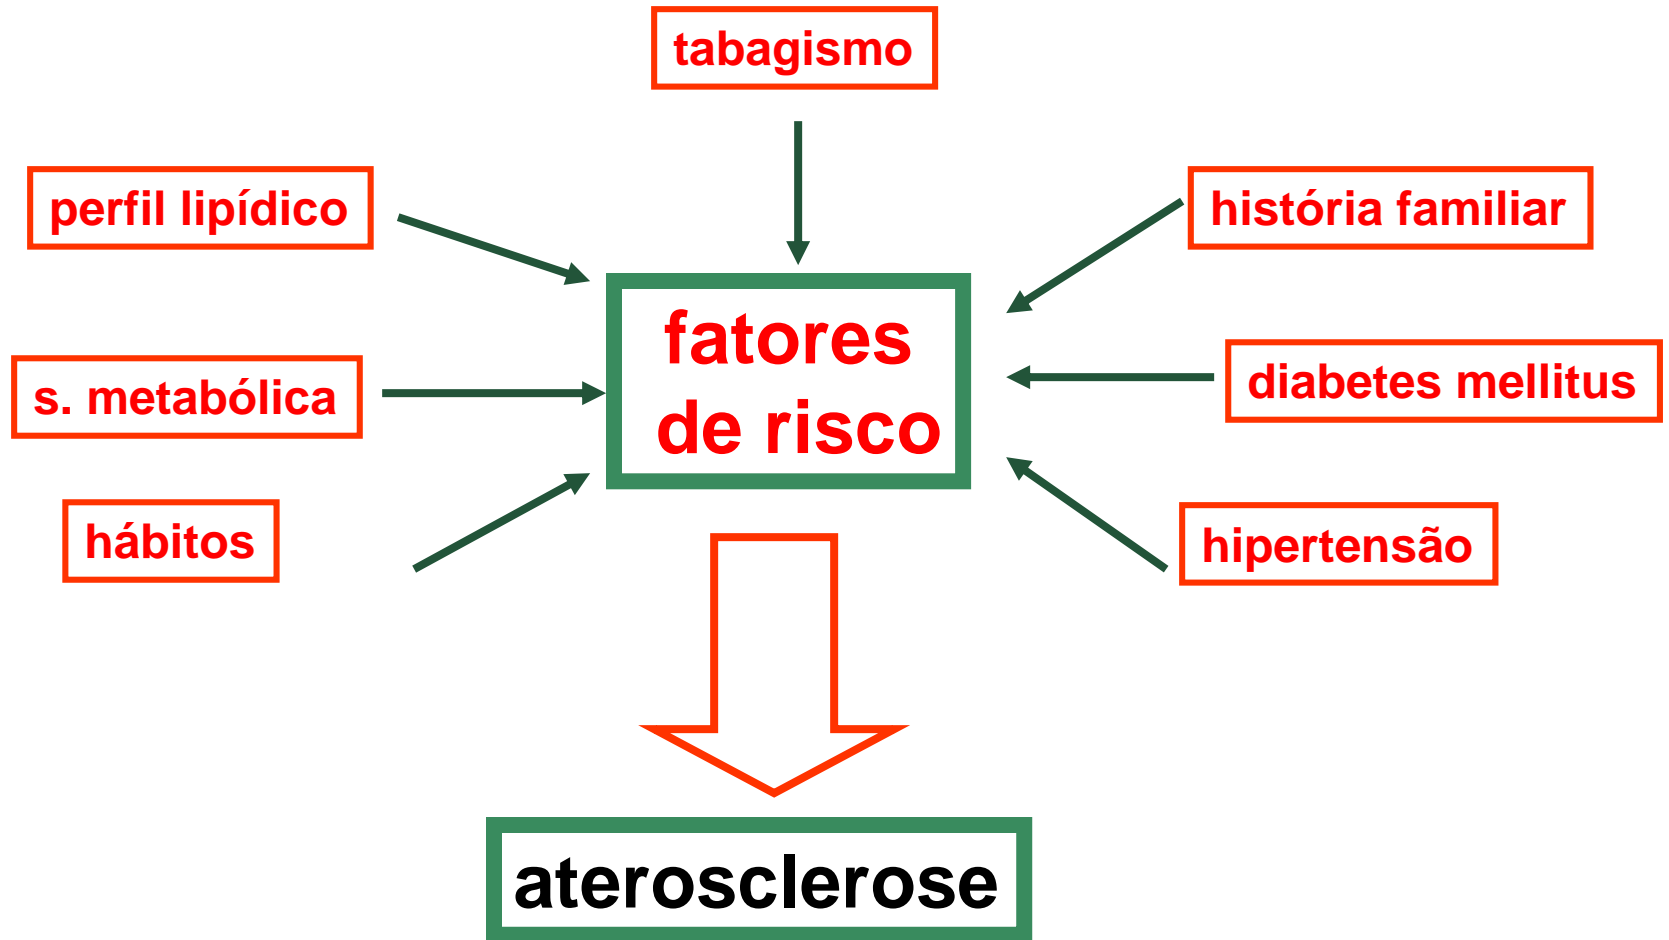 tabagismo
perfil lipídico
história familiar
fatores
de risco
s. metabólica
diabetes mellitus
hábitos
hipertensão
aterosclerose